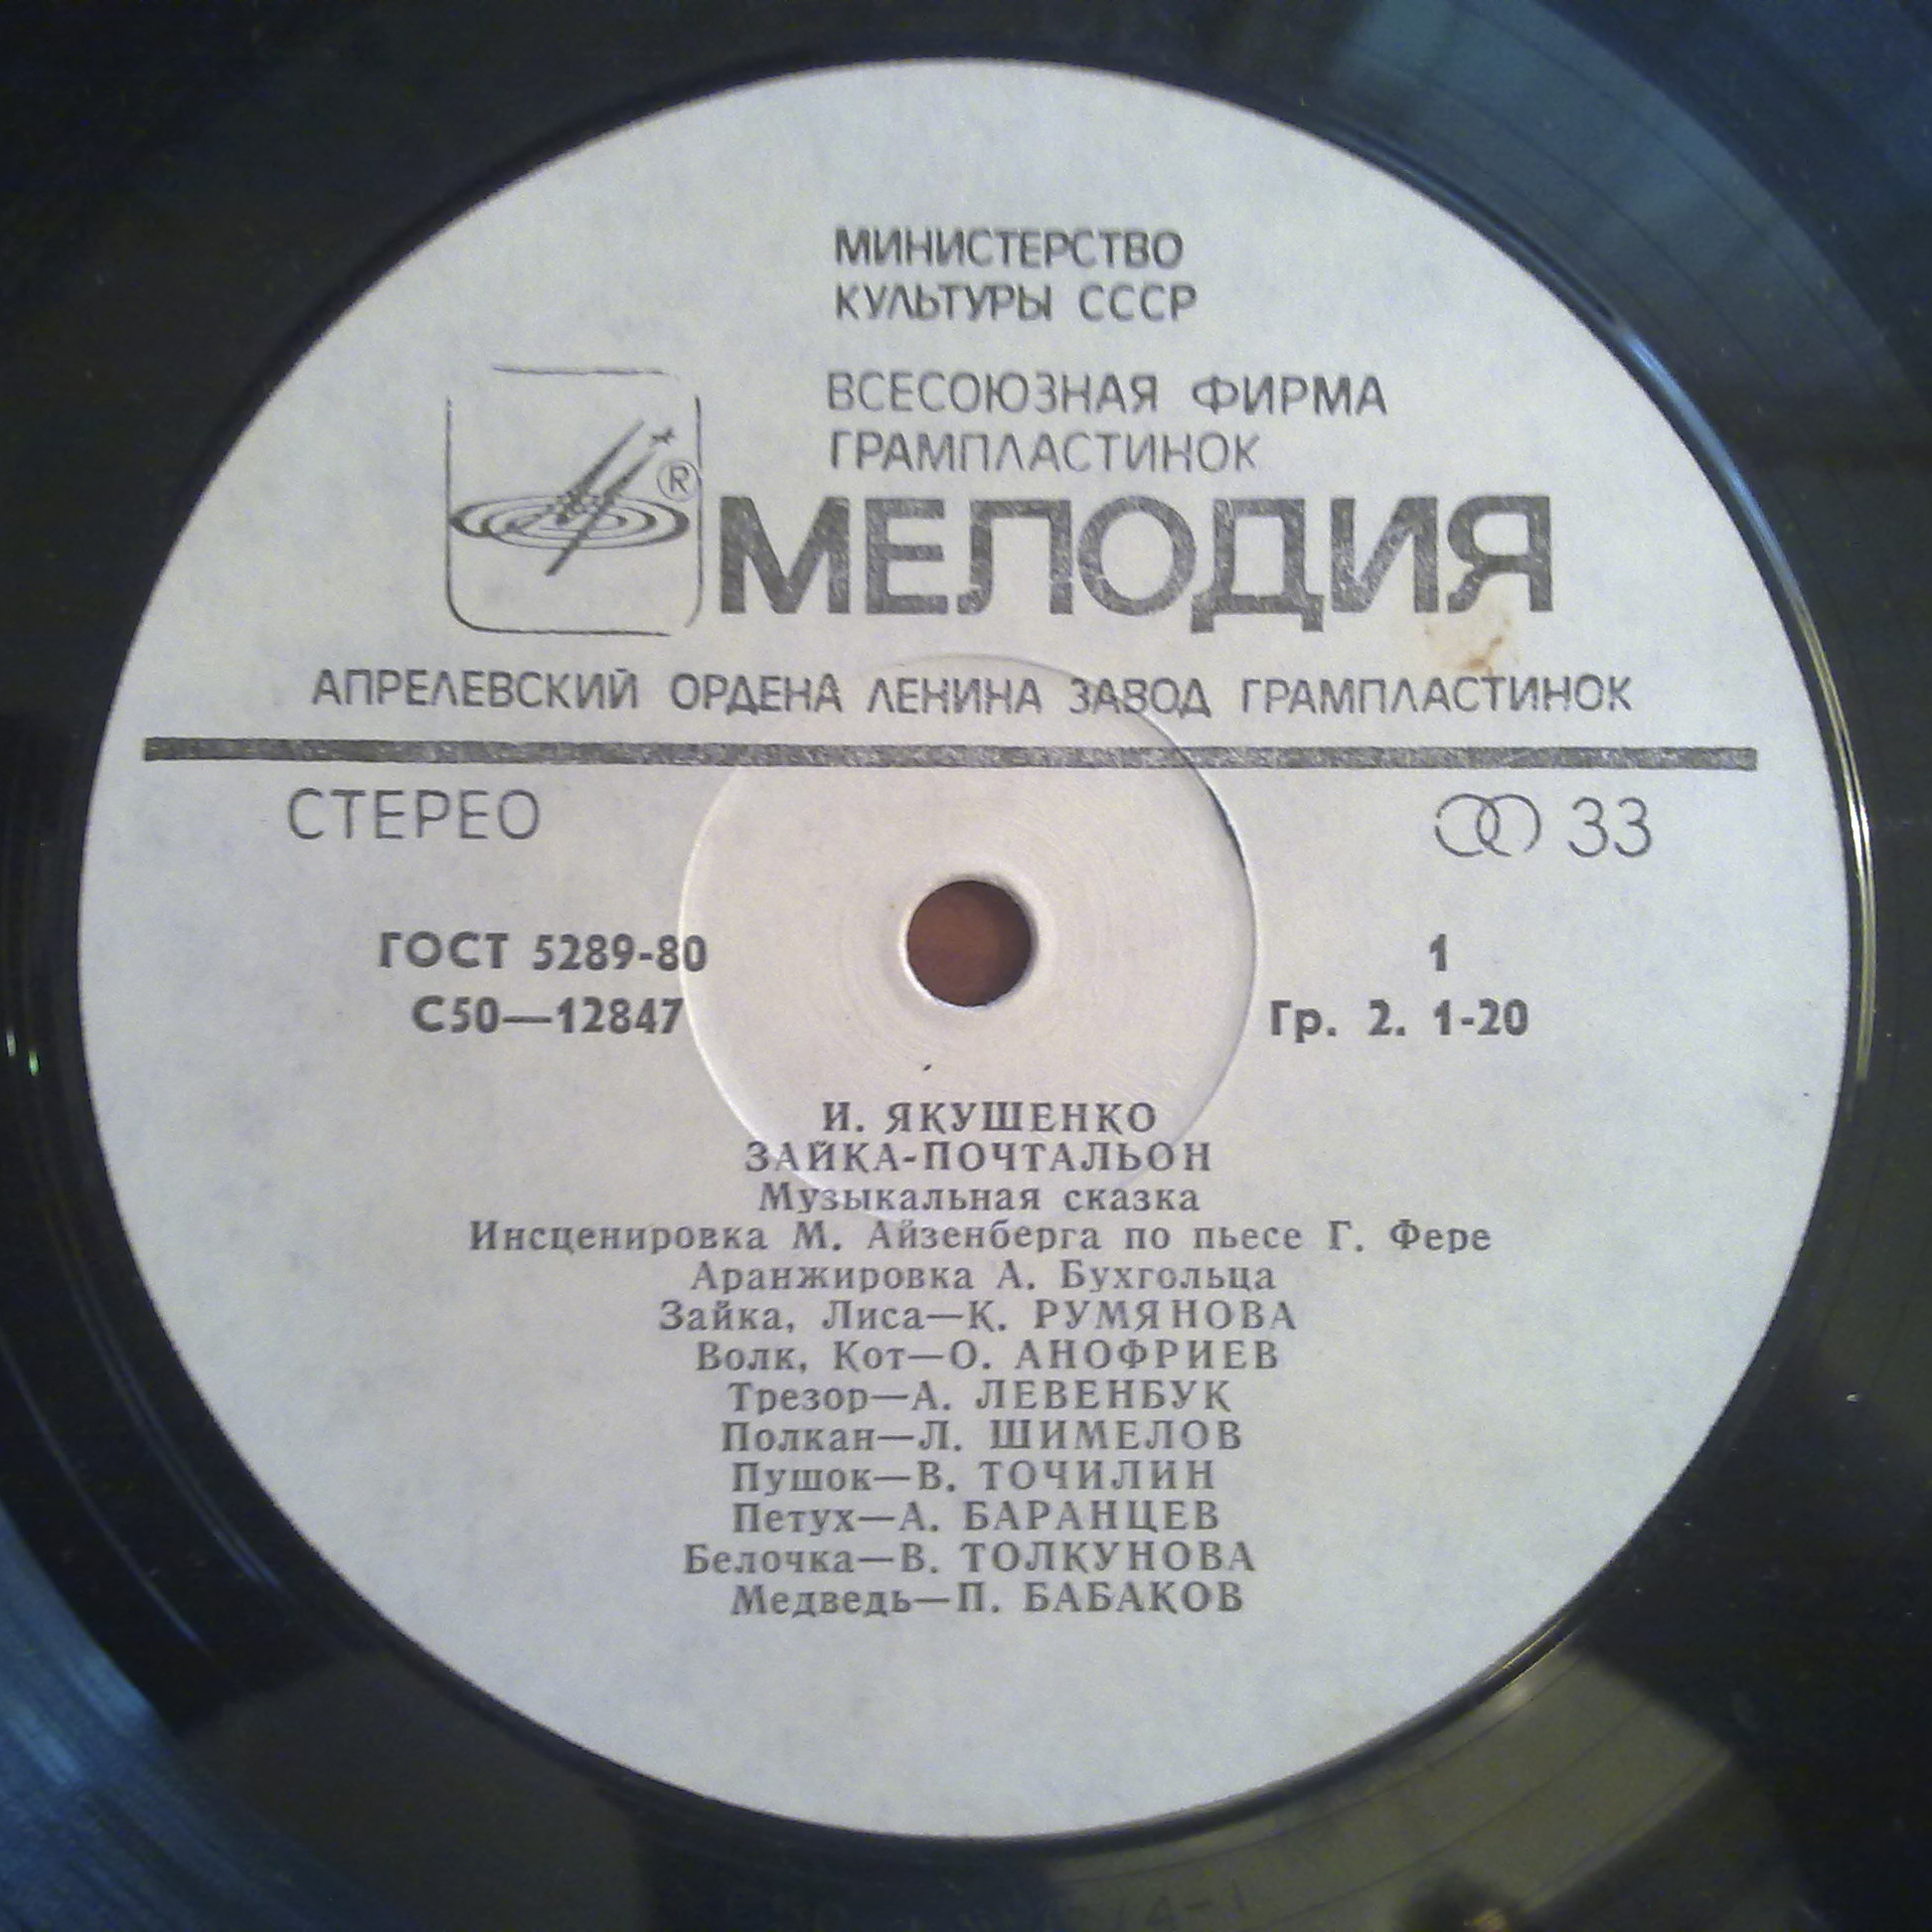 МИНИСТЕРСТВО
КУЛЬТУРЫ СССР
ВСЕСОЮЗНАЯ ФИРМА
ГРАМПЛАСТИНОК
®
МЕЛОДИЯ
АПРЕЛЕВСКИЙ ОРДЕНА ЛЕНИНА ЗАВОД ГРАМПЛАСТИНОК
СТЕРЕО
33
ГОСТ 5289-80
С50—12847
1
Гр. 2. 1-20
И. ЯКУШЕНКО
ЗАЙКА-ПОЧТАЛЬОН
Музыкальная сказка
Инсценировка М. Айзенберга по пьесе Г. Фере
Аранжировка А. Бухгольца
Зайка, Лиса—К. РУМЯНОВА
Волк, Кот—О. АНОФРИЕВ
Трезор—А. ЛЕВЕНБУК
Полкан—Л. ШИМЕЛОВ
Пушок—В. ТОЧИЛИН
Петух—А. БАРАНЦЕВ
Белочка—В. ТОЛКУНОВА
Медведь—П. БАБАКОВ